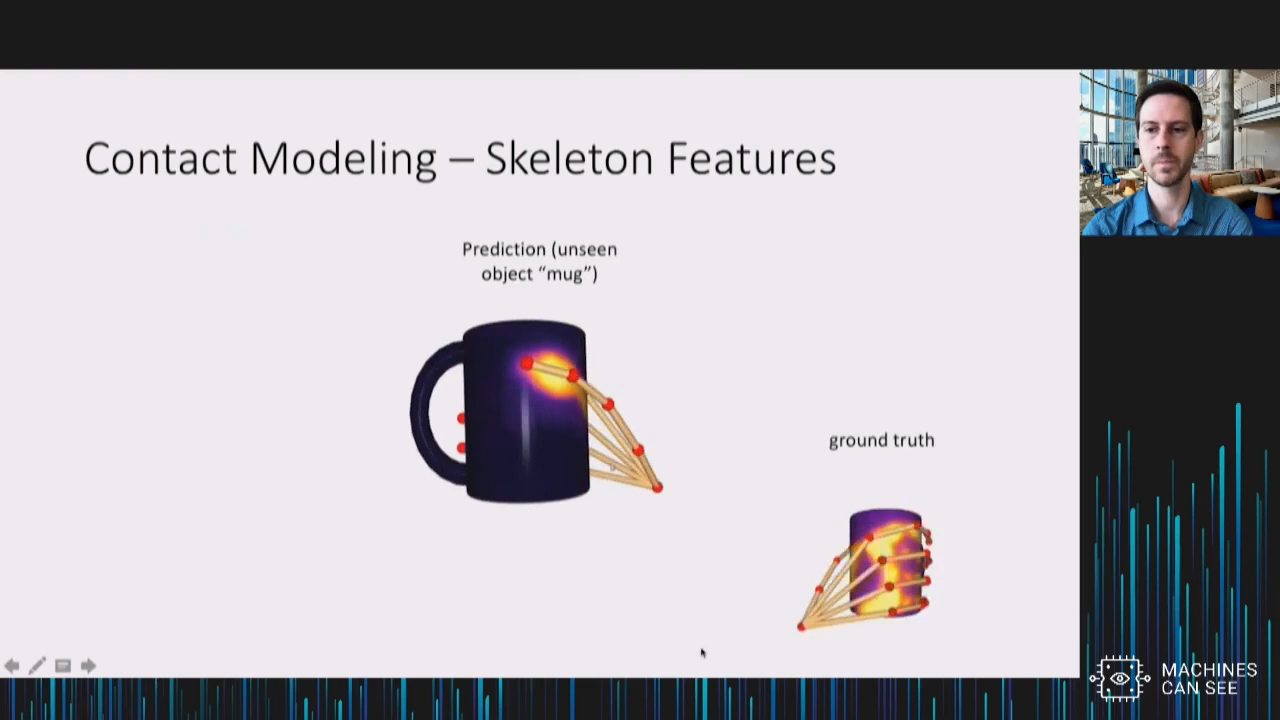 Contact Modeling – Skeleton Features
Prediction (unseen
object “mug”)
ground truth
MACHINES
CAN SEE